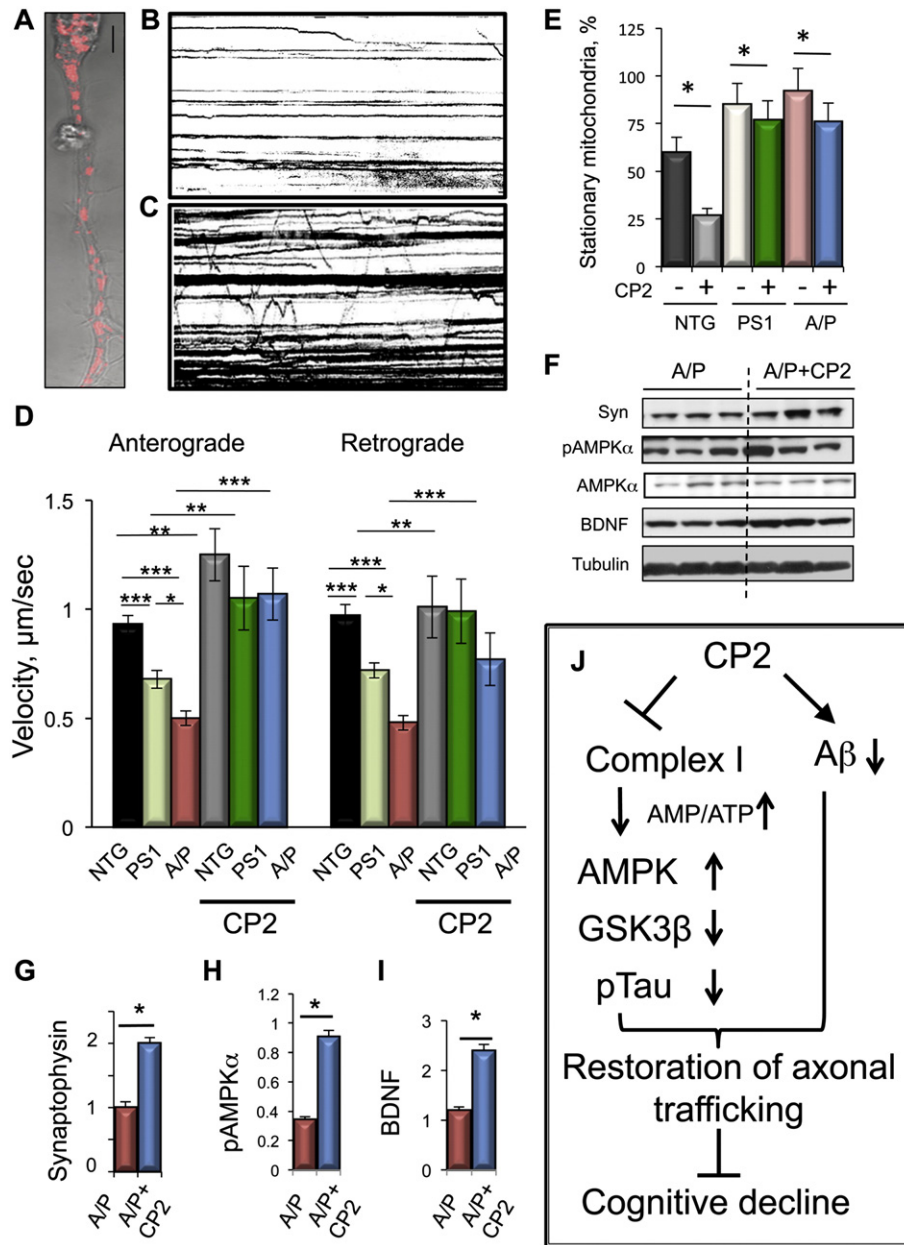 A
B
C
D
Anterograde
Retrograde
Velocity, µm/sec
1.5
1
0.5
0
***
**
**
***
***
*
***
**
***
***
*
NTG
PS1
A/P
NTG
PS1
A/P
NTG
PS1
A/P
NTG
PS1
A/P
CP2
CP2
E
Stationary mitochondria, %
125
100
75
50
25
0
*
*
*
CP2
- + - + - +
NTG PS1 A/P
F
A/P A/P+CP2
Syn
pAMPKα
AMPKα
BDNF
Tubulin
G
Synaptophysin
2
1
0
*
A/P
A/P+
CP2
H
pAMPKα
1.2
1
0.8
0.6
0.4
0.2
0
*
A/P
A/P+
CP2
I
BDNF
3
2
1
0
*
A/P
A/P+
CP2
J
CP2
Complex I
Aβ ↓
AMP/ATP ↑
AMPK ↑
GSK3β ↓
pTau ↓
Restoration of axonal
trafficking
Cognitive decline